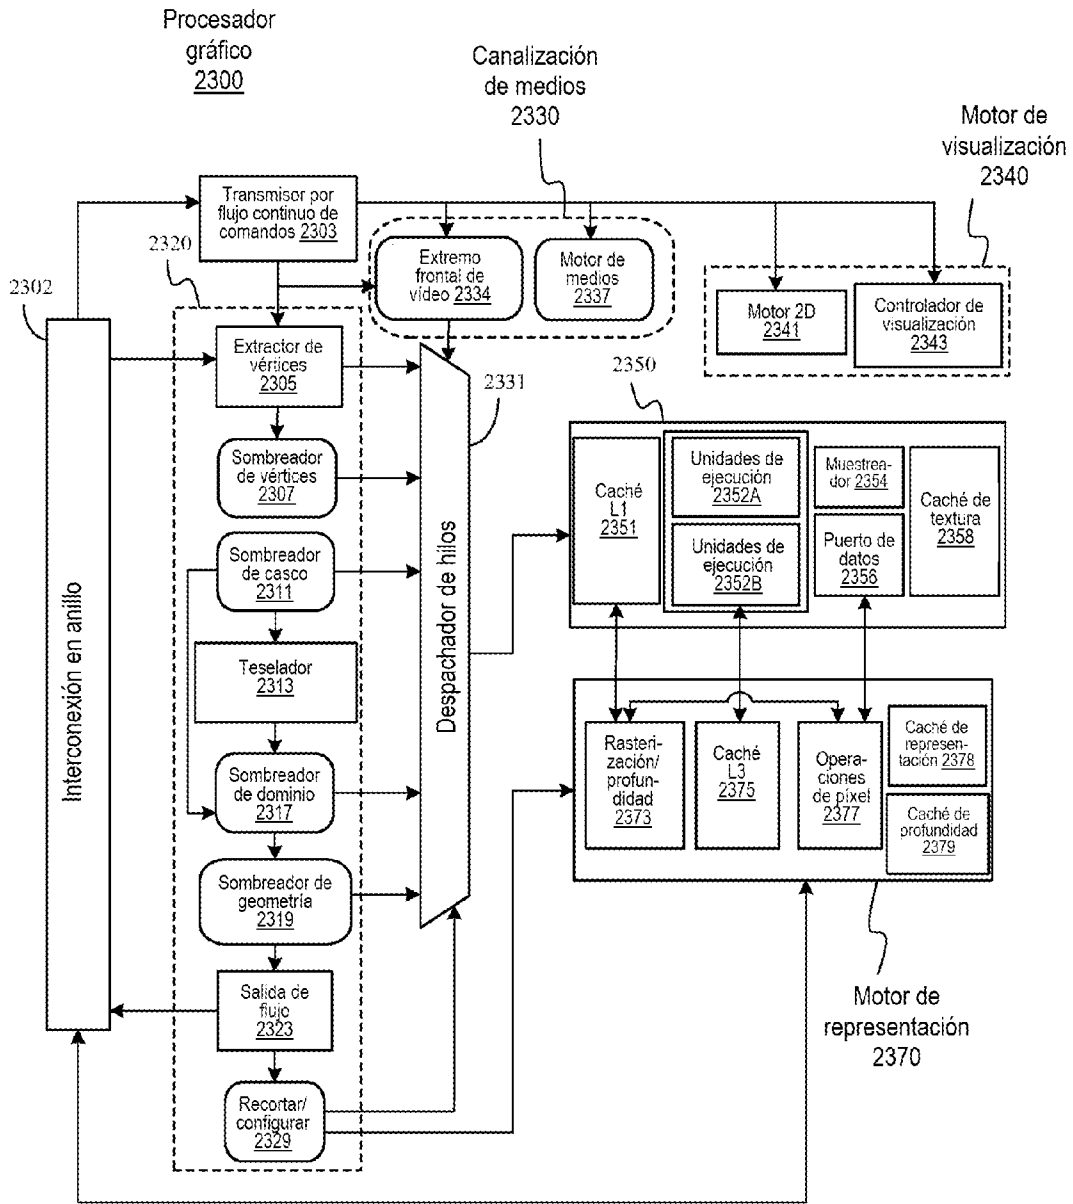 Procesador
gráfico
2300
Canalización
de medios
2330
Motor de
visualización
2340
Transmisor por
flujo continuo de
comandos 2303
2320
2302
Extremo
frontal de
vídeo 2334
Motor de
medios
2337
Motor 2D
2341
Controlador de
visualización
2343
Extractor de
vértices
2305
2331
2350
Sombreador
de vértices
2307
Sombreador
de casco
2311
Teselador
2313
Sombreador
de dominio
2317
Sombreador de
geometría
2319
Salida de
flujo
2323
Recortar/
configurar
2329
Interconexión en anillo
Despachador de hilos
Caché
L1
2351
Unidades de
ejecución
2352A
Unidades de
ejecución
2352B
Muestrea-
dor 2354
Puerto de
datos
2356
Caché de
textura
2358
Rasteri-
zación/
profun-
didad
2373
Caché
L3
2375
Operaciones
de píxel
2377
Caché de
represen-
tación 2378
Caché de
profundidad
2379
Motor de
representación
2370